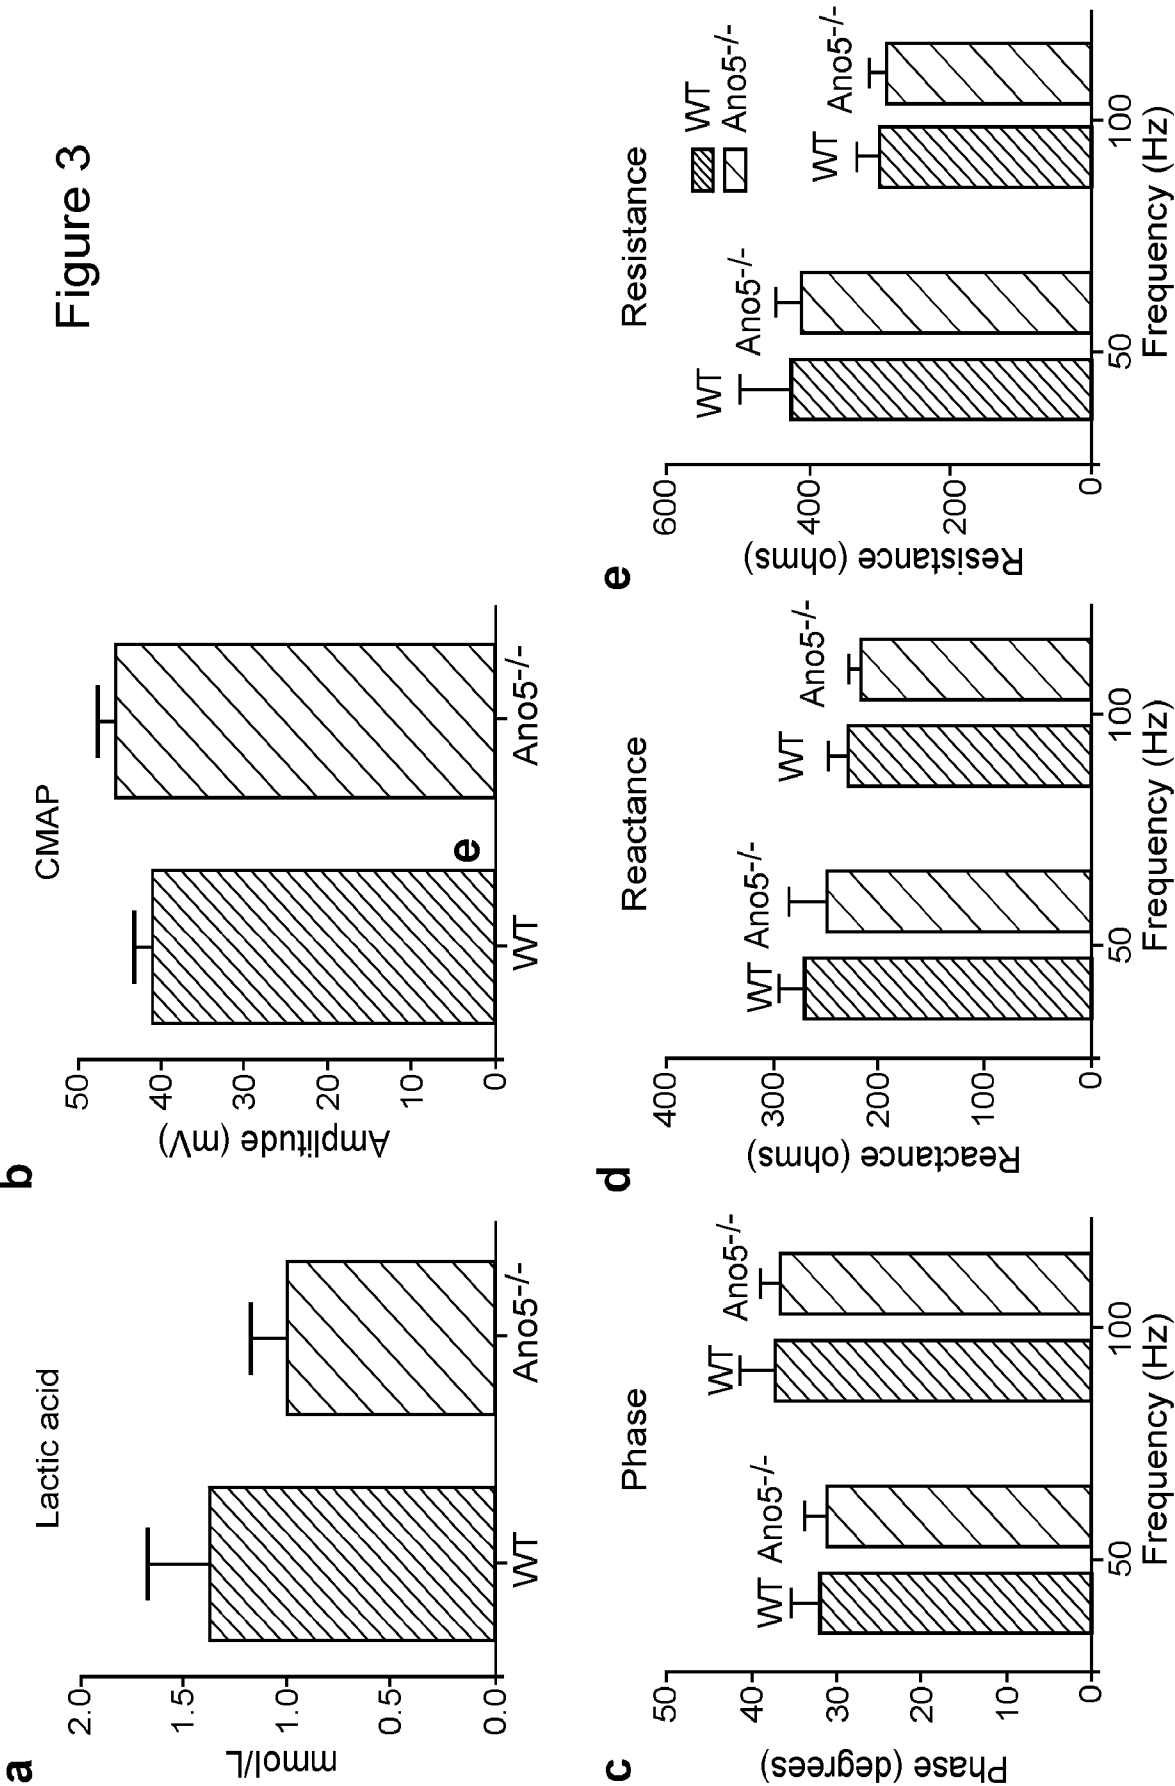 Figure 3
a
Lactic acid
mmol/L
2.0
1.5
1.0
0.5
0.0
WT
Ano5-/-
b
CMAP
Amplitude (mV)
50
40
30
20
10
0
WT
Ano5-/-
e
c
Phase
Phase (degrees)
50
40
30
20
10
0
WT
Ano5-/-
WT
Ano5-/-
50
100
Frequency (Hz)
d
Reactance
Reactance (ohms)
400
300
200
100
0
WT
Ano5-/-
WT
Ano5-/-
50
100
Frequency (Hz)
e
Resistance
Resistance (ohms)
600
400
200
0
WT
Ano5-/-
WT
Ano5-/-
WT
Ano5-/-
50
100
Frequency (Hz)